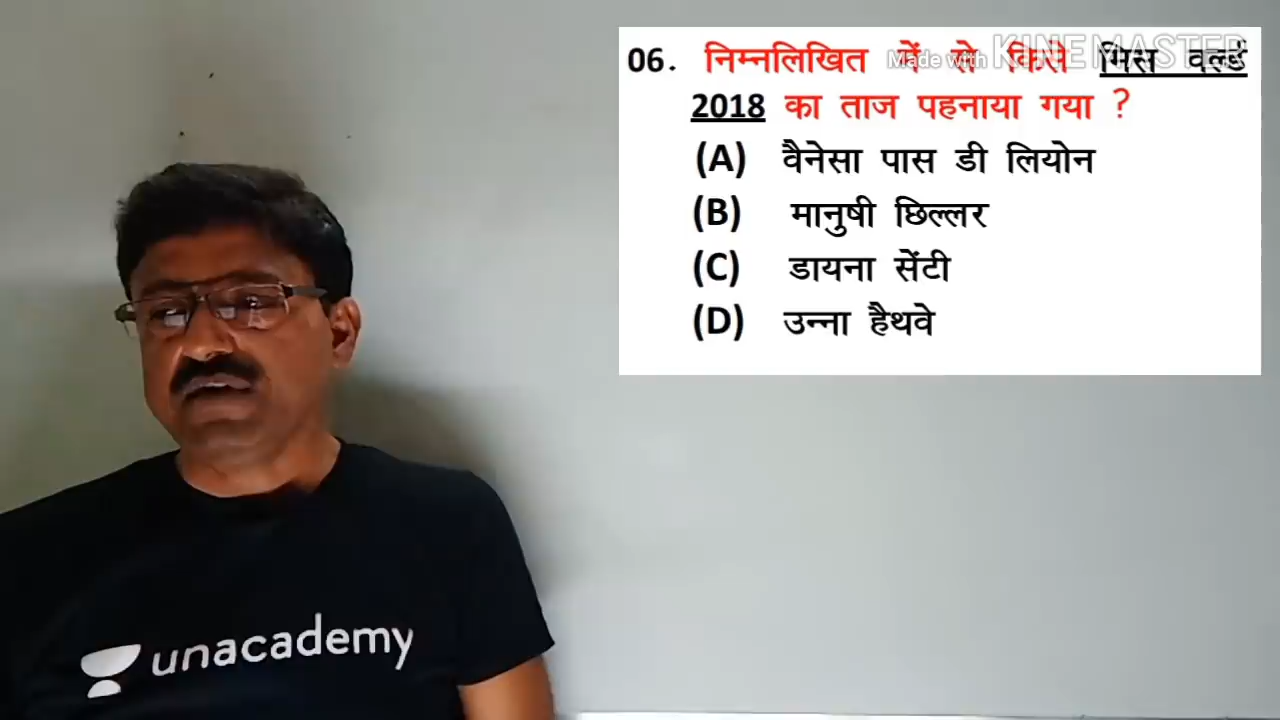 06. निम्नलिखित में से किसे मिस वर्ल्ड
Made with KINEMASTER
2018 का ताज पहनाया गया ?
(A) वैनेसा पास डी लियोन
(B) मानुषी छिल्लर
(C) डायना सेंटी
(D) उन्ना हैथवे
unacademy